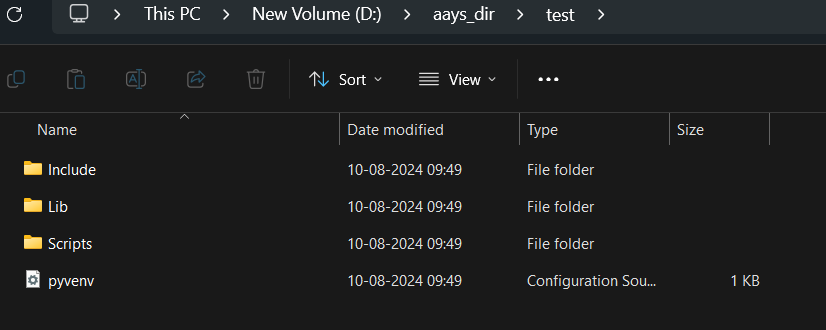 This PC > New Volume (D:) > aays_dir > test >
Sort View
Name Date modified Type Size
Include 10-08-2024 09:49 File folder
Lib 10-08-2024 09:49 File folder
Scripts 10-08-2024 09:49 File folder
pyvenv 10-08-2024 09:49 Configuration Sou... 1 KB